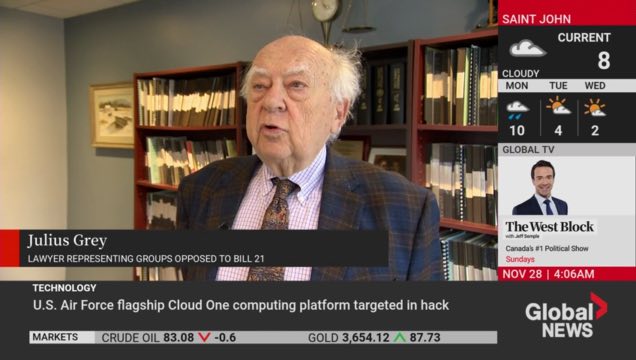 SAINT JOHN
CURRENT
8
CLOUDY
MON TUE WED
10 4 2
GLOBAL TV
The West Block
with Jeff Semple
Canada's #1 Political Show
Sundays
NOV 28 | 4:06AM
Julius Grey
LAWYER REPRESENTING GROUPS OPPOSED TO BILL 21
TECHNOLOGY
U.S. Air Force flagship Cloud One computing platform targeted in hack
Global
NEWS
MARKETS CRUDE OIL 83.08 -0.6 GOLD 3,654.12 87.73